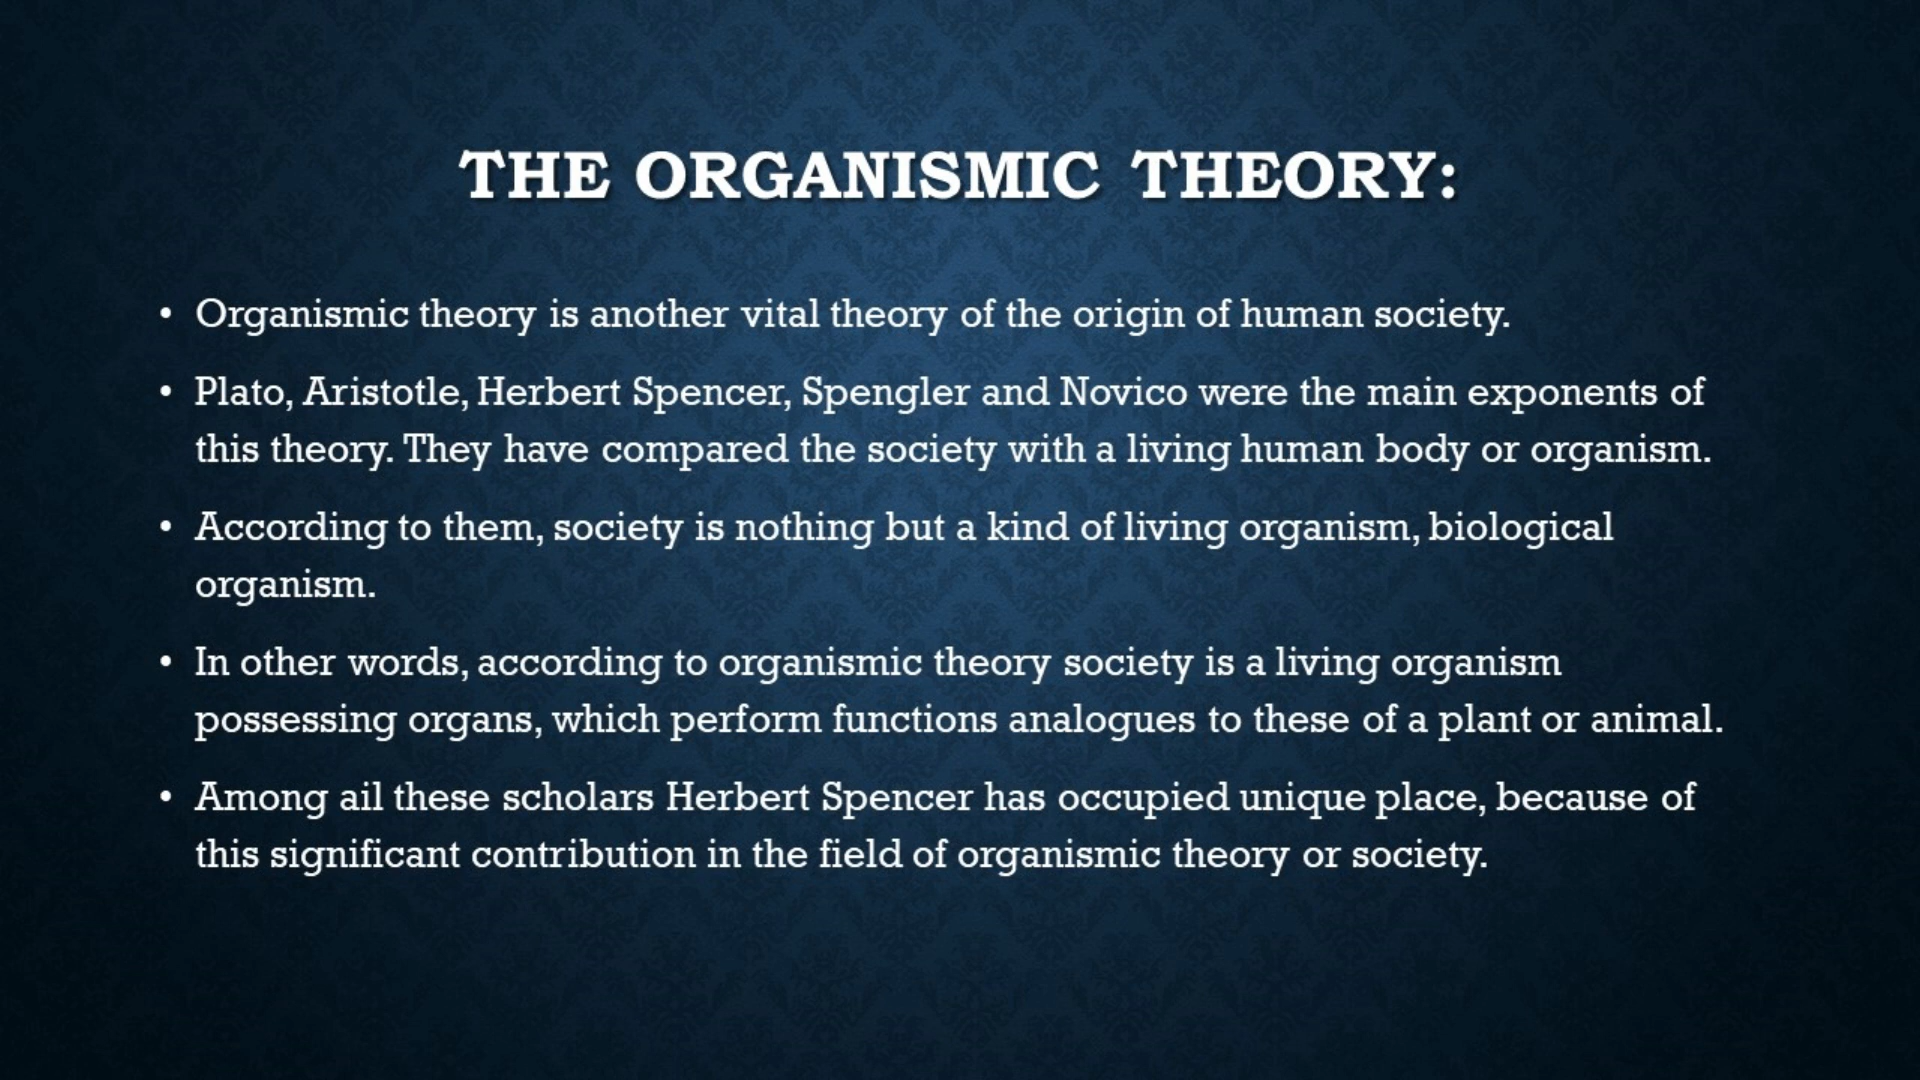 THE ORGANISMIC THEORY:
• Organismic theory is another vital theory of the origin of human society.
• Plato, Aristotle, Herbert Spencer, Spengler and Novico were the main exponents of
this theory. They have compared the society with a living human body or organism.
• According to them, society is nothing but a kind of living organism, biological
organism.
• In other words, according to organismic theory society is a living organism
possessing organs, which perform functions analogues to these of a plant or animal.
• Among ail these scholars Herbert Spencer has occupied unique place, because of
this significant contribution in the field of organismic theory or society.